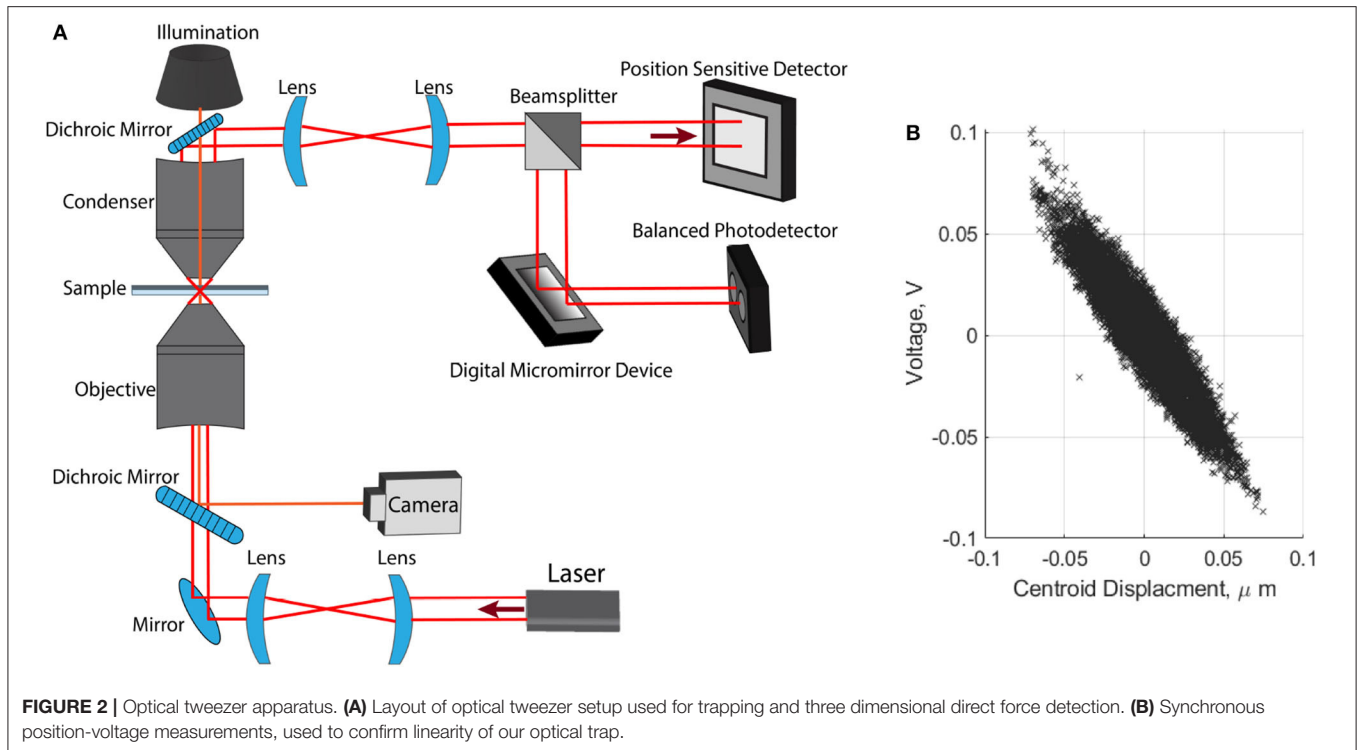 A
Illumination
Lens
Lens
Position Sensitive Detector
Beamsplitter
Dichroic Mirror
Condenser
Balanced Photodetector
Sample
Digital Micromirror Device
Objective
Dichroic Mirror
Camera
Lens
Lens
Laser
Mirror
B
0.1
0.05
0
-0.05
-0.1
Voltage, V
-0.1 -0.05 0 0.05 0.1
Centroid Displacment, μ m
FIGURE 2 | Optical tweezer apparatus. (A) Layout of optical tweezer setup used for trapping and three dimensional direct force detection. (B) Synchronous
position-voltage measurements, used to confirm linearity of our optical trap.